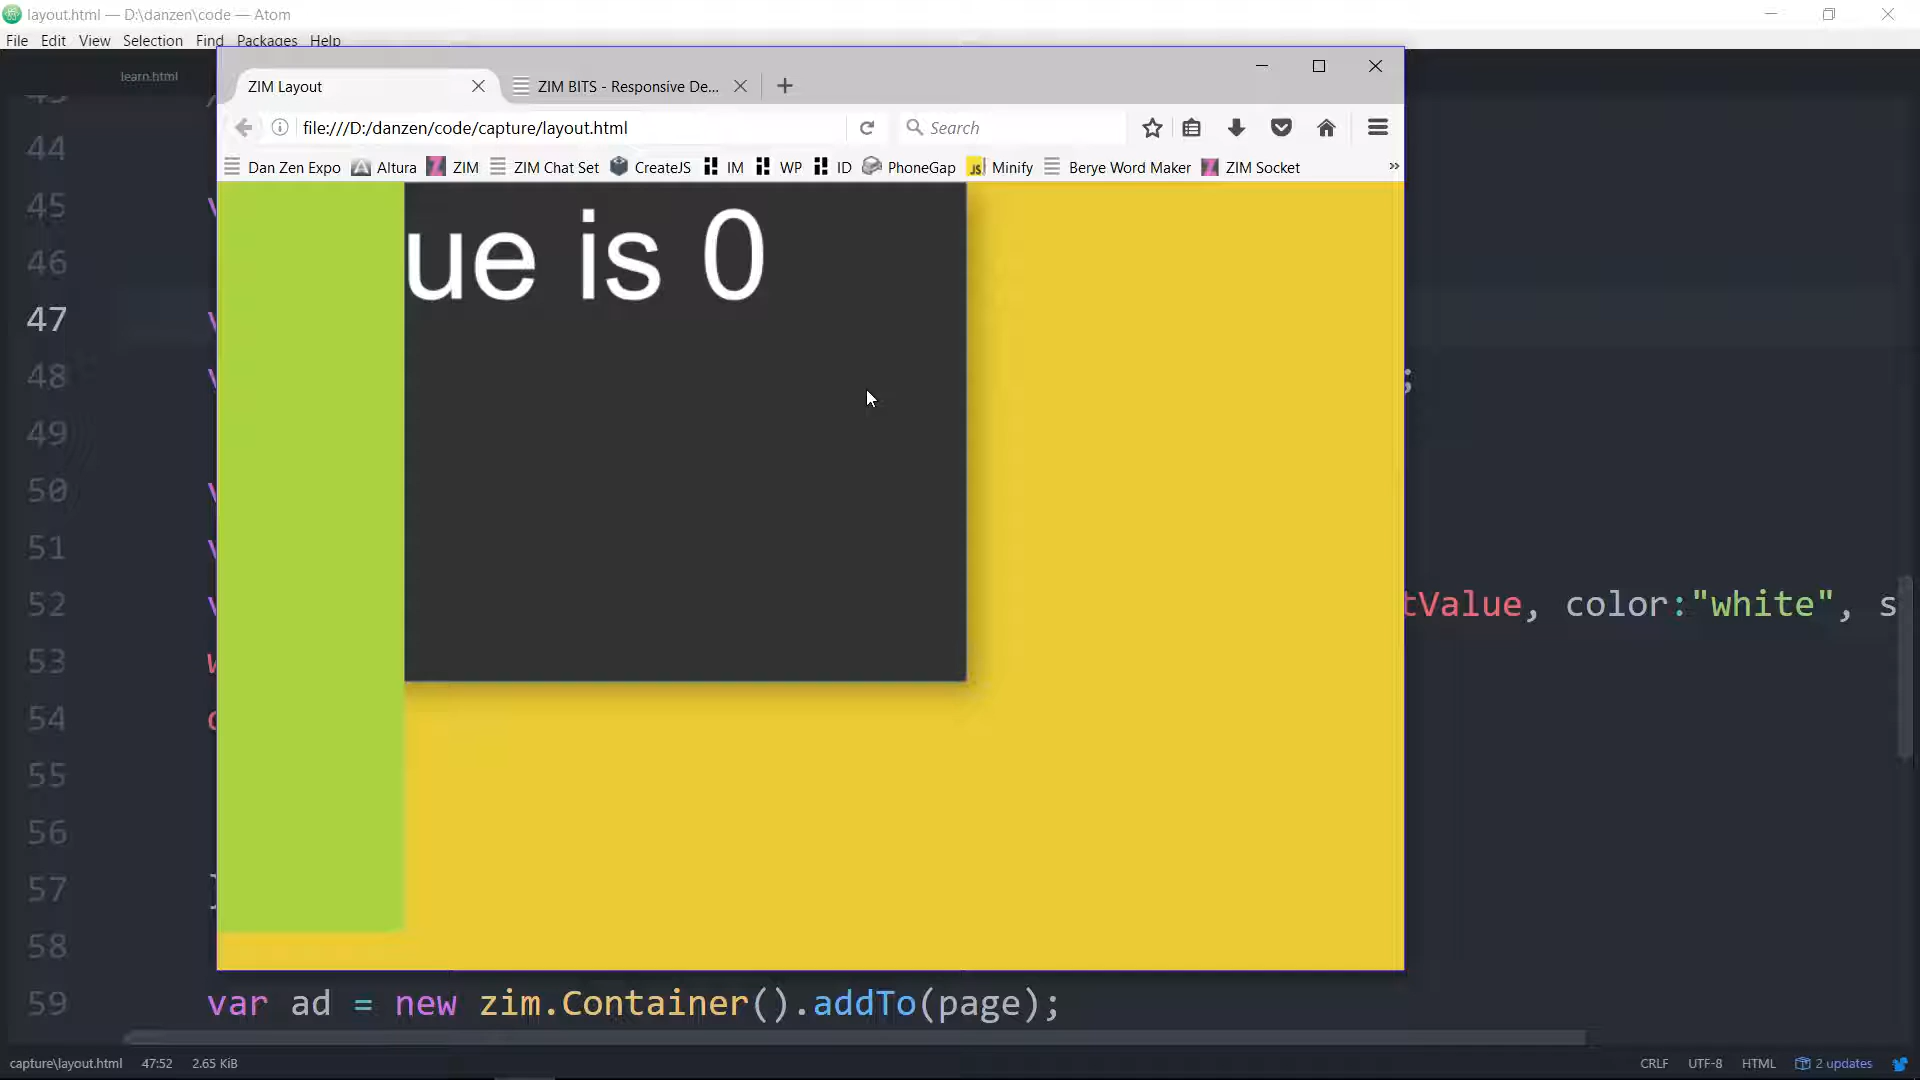 layout.html — D:\danzen\code — Atom
File Edit View Selection Find Packages Help
learn.html
ZIM Layout
ZIM BITS - Responsive De...
file:///D:/danzen/code/capture/layout.html
Search
Dan Zen Expo Altura ZIM ZIM Chat Set CreateJS IM WP ID PhoneGap JS Minify Berye Word Maker ZIM Socket »
ue is 0
43
44
45
46
47
48 ;
49
50
51
52 tValue, color:"white", s
53
54
55
56
57
58
59 var ad = new zim.Container().addTo(page);
capture\layout.html 47:52 2.65 KiB CRLF UTF-8 HTML 2 updates